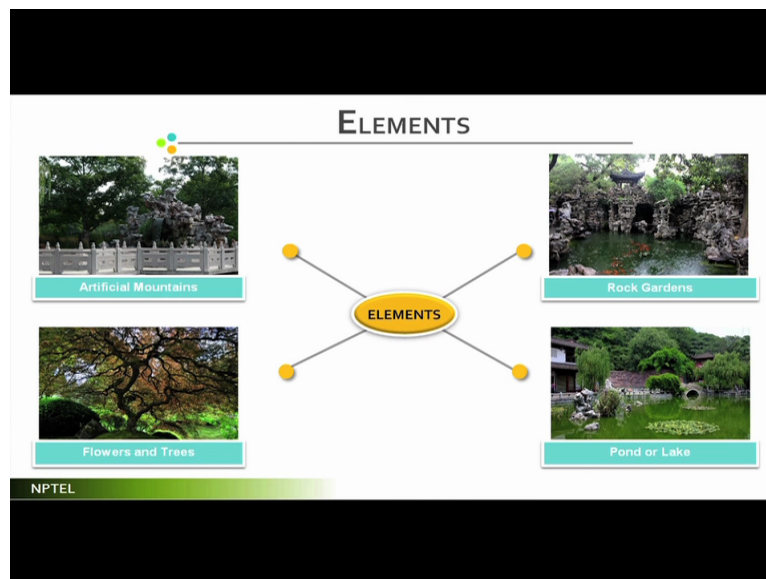 ELEMENTS
Artificial Mountains
Rock Gardens
ELEMENTS
Flowers and Trees
Pond or Lake
NPTEL